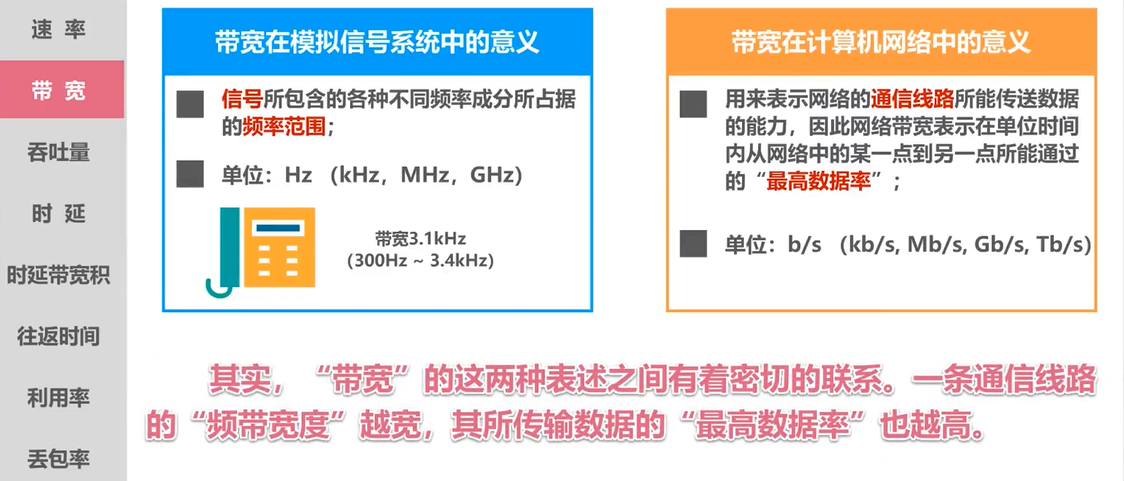 速 率
带 宽
吞吐量
时 延
时延带宽积
往返时间
利用率
丢包率
带宽在模拟信号系统中的意义
信号所包含的各种不同频率成分所占据
的频率范围；
单位：Hz （kHz，MHz，GHz）
带宽3.1kHz
（300Hz ~ 3.4kHz）
带宽在计算机网络中的意义
用来表示网络的通信线路所能传送数据
的能力，因此网络带宽表示在单位时间
内从网络中的某一点到另一点所能通过
的“最高数据率”；
单位：b/s （kb/s, Mb/s, Gb/s, Tb/s）
其实，“带宽”的这两种表述之间有着密切的联系。一条通信线路
的“频带宽度”越宽，其所传输数据的“最高数据率”也越高。